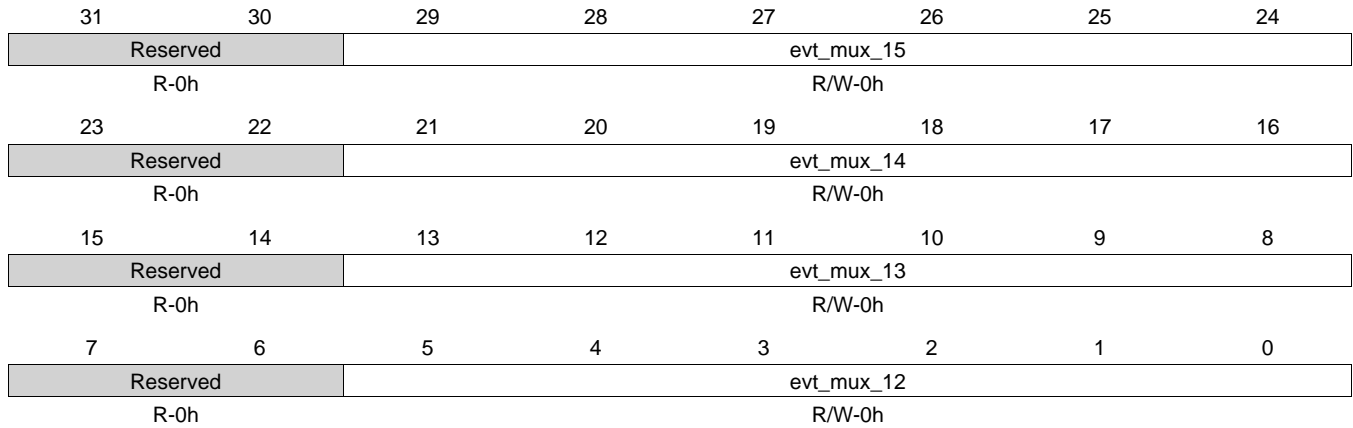 31 30 29 28 27 26 25 24
Reserved evt_mux_15
R-0h R/W-0h
23 22 21 20 19 18 17 16
Reserved evt_mux_14
R-0h R/W-0h
15 14 13 12 11 10 9 8
Reserved evt_mux_13
R-0h R/W-0h
7 6 5 4 3 2 1 0
Reserved evt_mux_12
R-0h R/W-0h